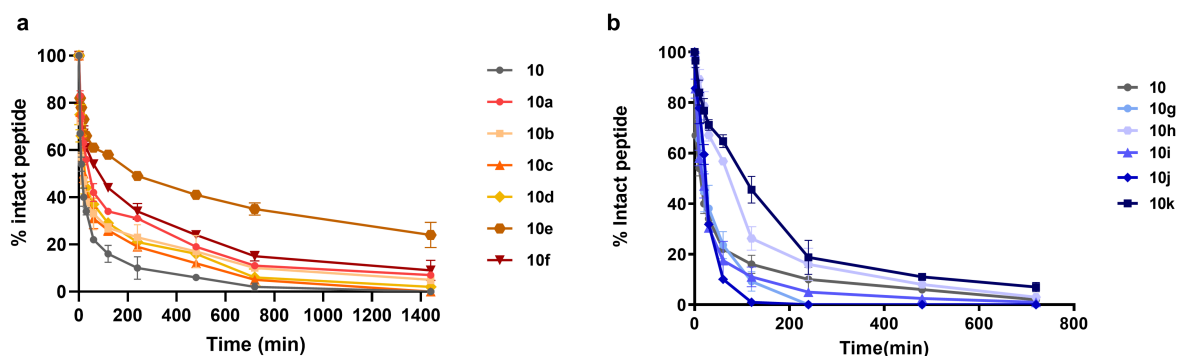 a
% intact peptide
100
80
60
40
20
0
0 200 400 600 800 1000 1200 1400
Time (min)
10
10a
10b
10c
10d
10e
10f
b
% Intact peptide
100
80
60
40
20
0
0 200 400 600 800
Time(min)
10
10g
10h
10i
10j
10k